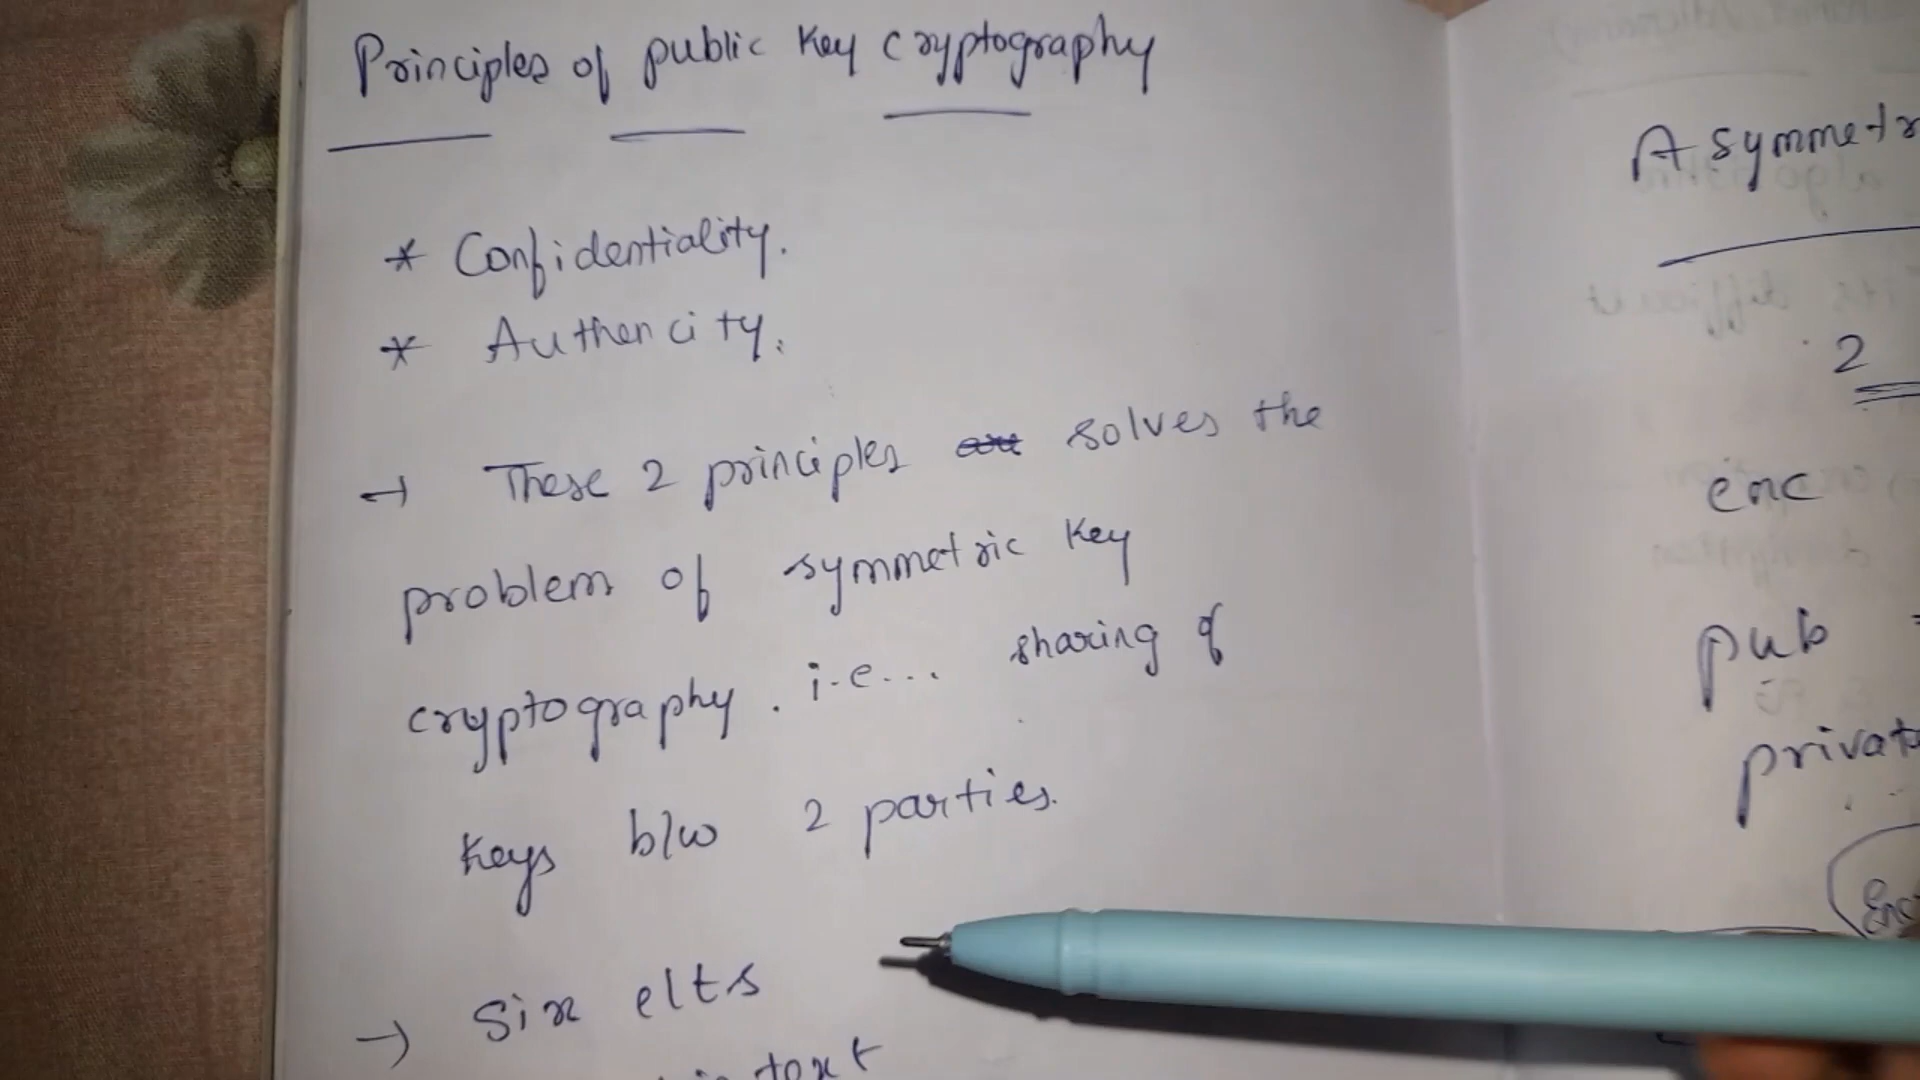 Principles of public key cryptography
* Confidentiality.
* Authencity.
→ These 2 principles solves the
problem of symmetric key
cryptography. i.e... sharing of
keys b/w 2 parties.
→ Six elts
text
Asymmetr
2
enc
pub
privat
Enc